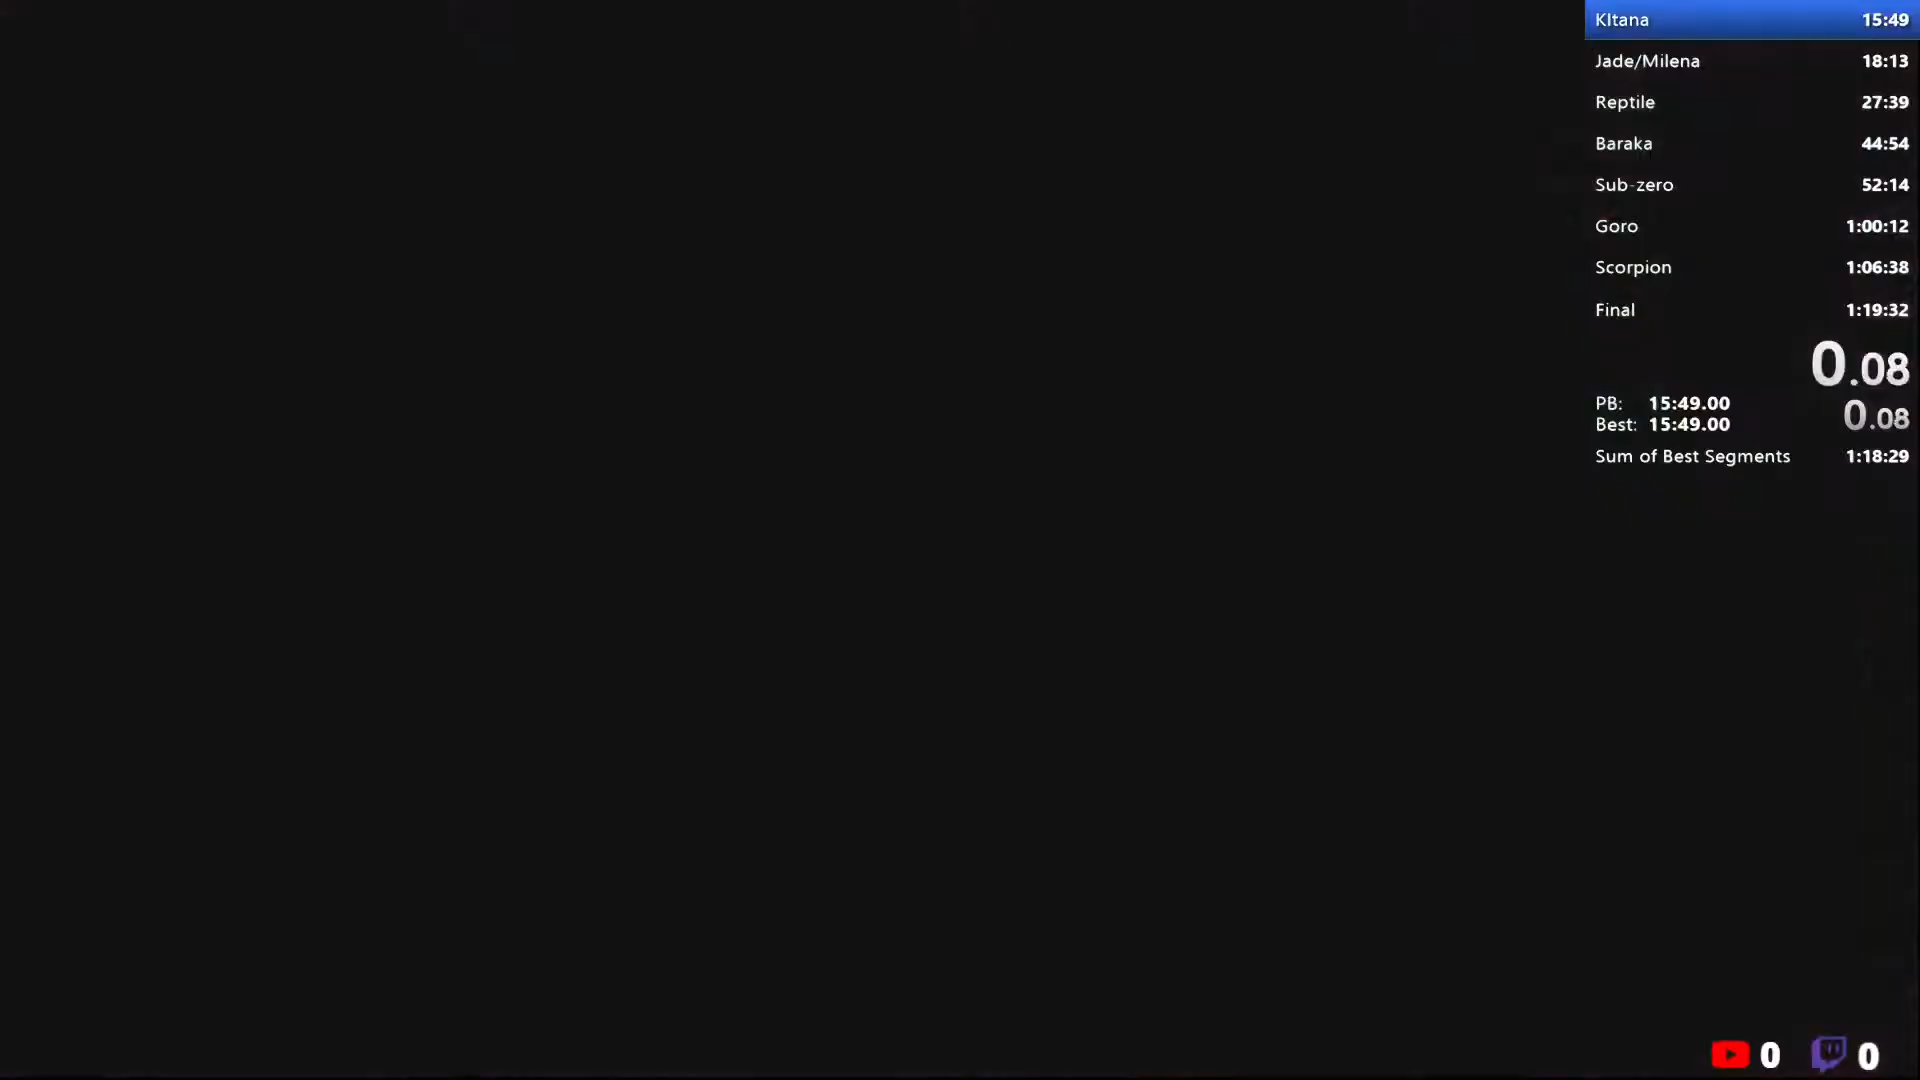 KItana 15:49
Jade/Milena 18:13
Reptile 27:39
Baraka 44:54
Sub-zero 52:14
Goro 1:00:12
Scorpion 1:06:38
Final 1:19:32
0.08
PB: 15:49.00
Best: 15:49.00
0.08
Sum of Best Segments 1:18:29
0 0